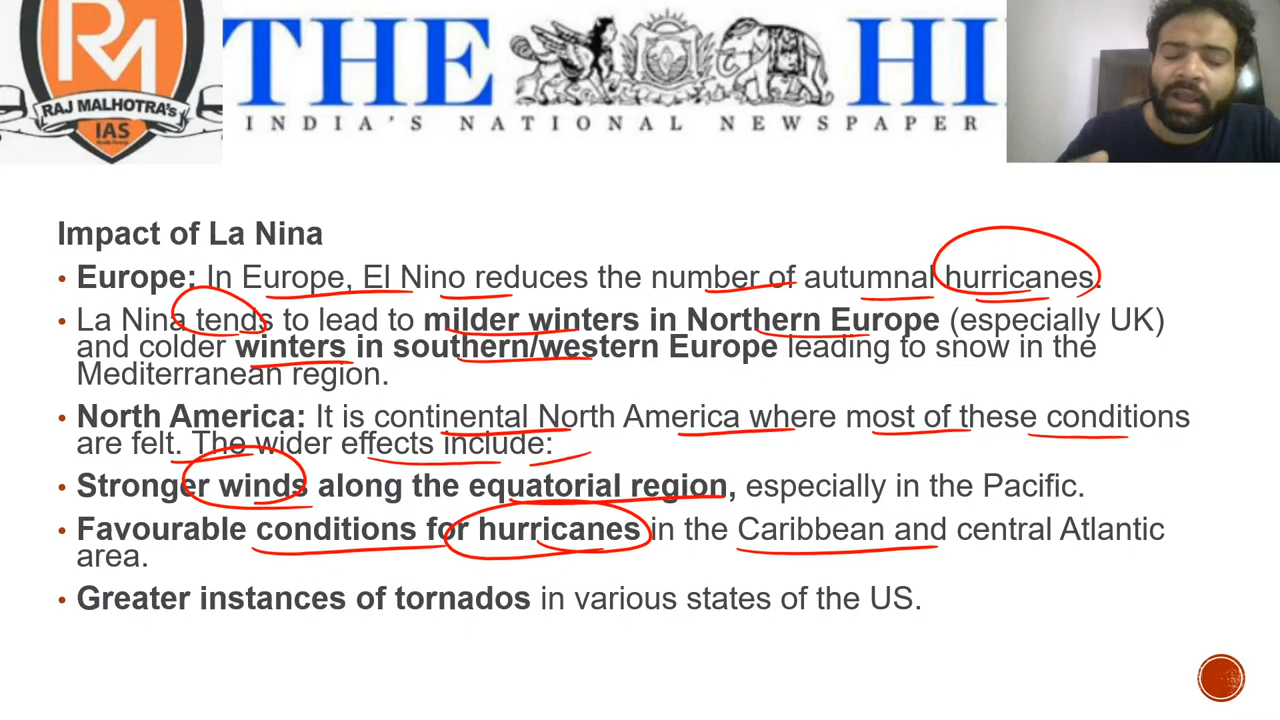 RM
RAJ MALHOTRA'S
IAS
THE HI
INDIA'S NATIONAL NEWSPAPER
Impact of La Nina
• Europe: In Europe, El Nino reduces the number of autumnal hurricanes.
• La Nina tends to lead to milder winters in Northern Europe (especially UK)
and colder winters in southern/western Europe leading to snow in the
Mediterranean region.
• North America: It is continental North America where most of these conditions
are felt. The wider effects include:
• Stronger winds along the equatorial region, especially in the Pacific.
• Favourable conditions for hurricanes in the Caribbean and central Atlantic
area.
• Greater instances of tornados in various states of the US.